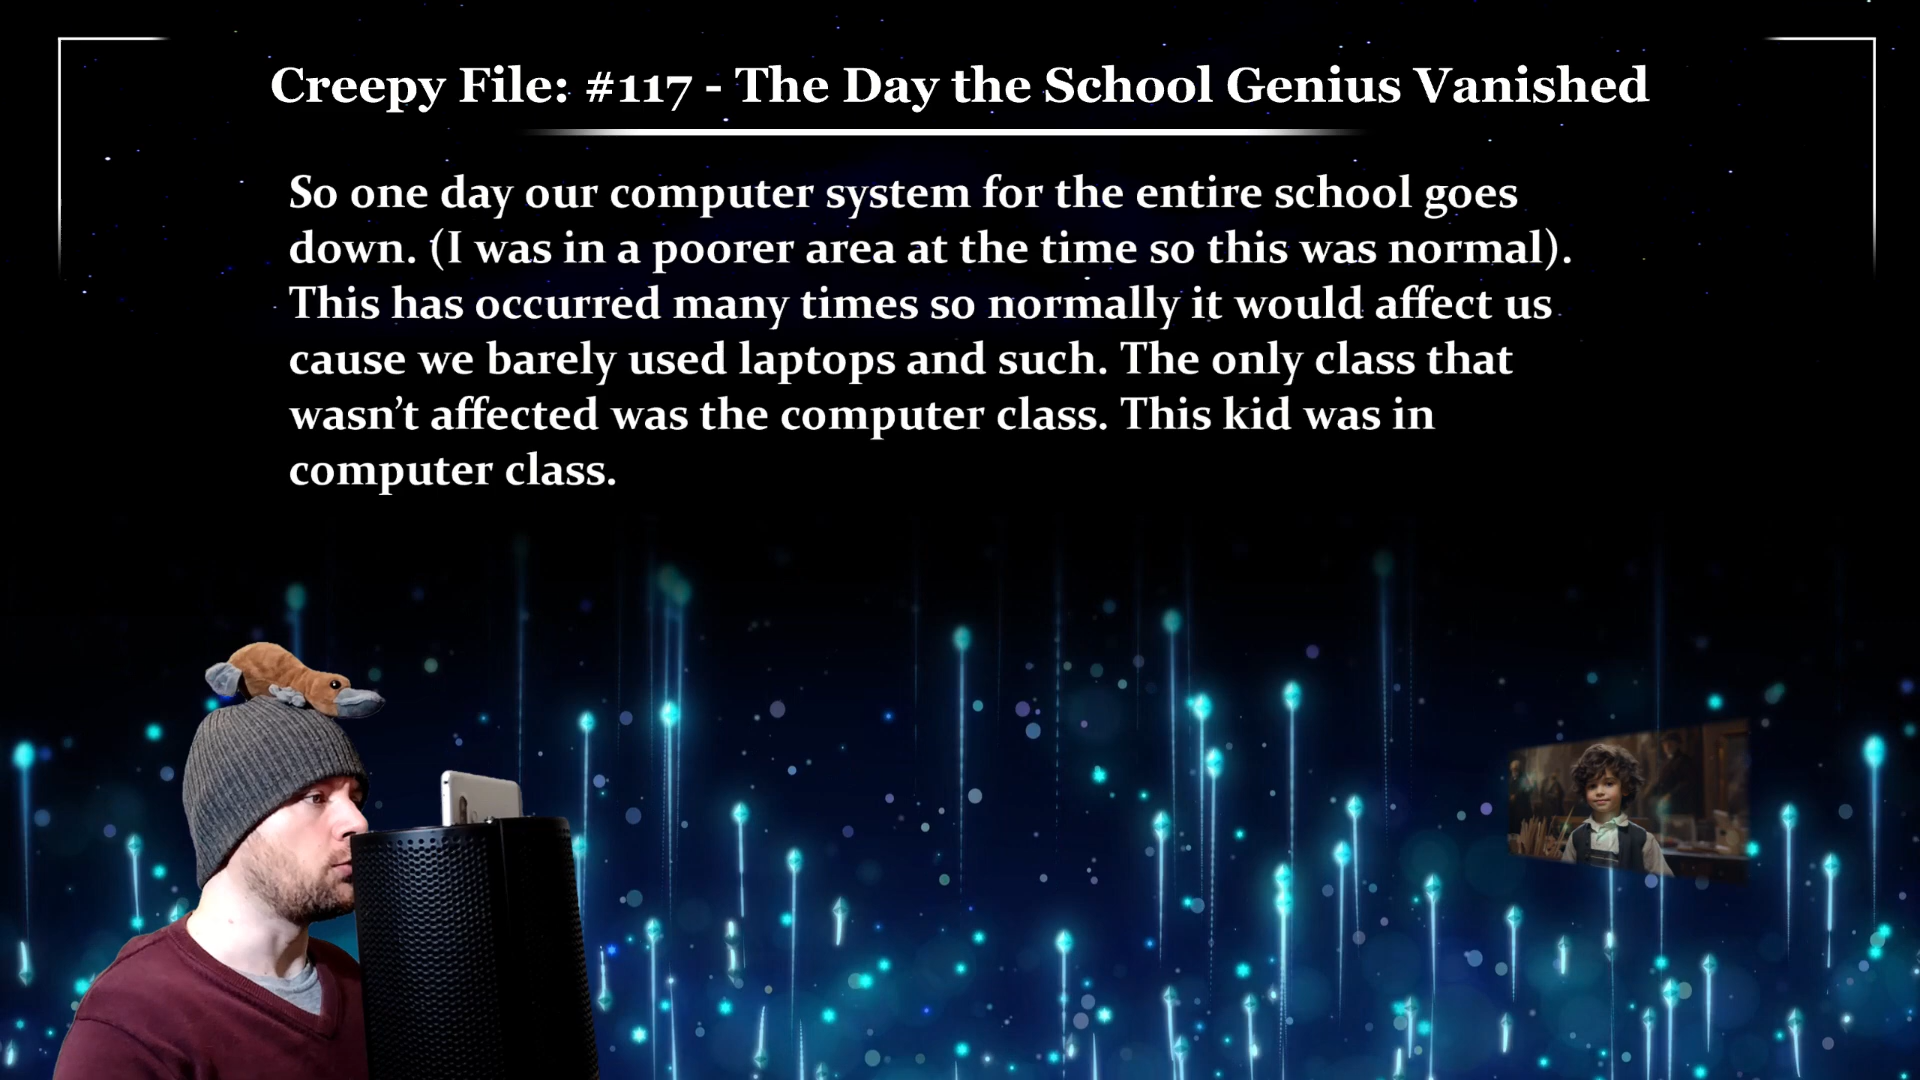 Creepy File: #117 - The Day the School Genius Vanished
So one day our computer system for the entire school goes
down. (I was in a poorer area at the time so this was normal).
This has occurred many times so normally it would affect us
cause we barely used laptops and such. The only class that
wasn’t affected was the computer class. This kid was in
computer class.